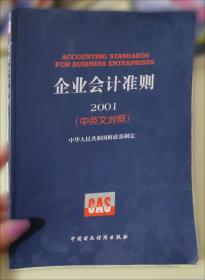 ACCOUNTING STANDARDS
FOR BUSINESS ENTERPRISES
企业会计准则
2001
(中英文对照)
中华人民共和国财政部制定
CAS
中国财政经济出版社